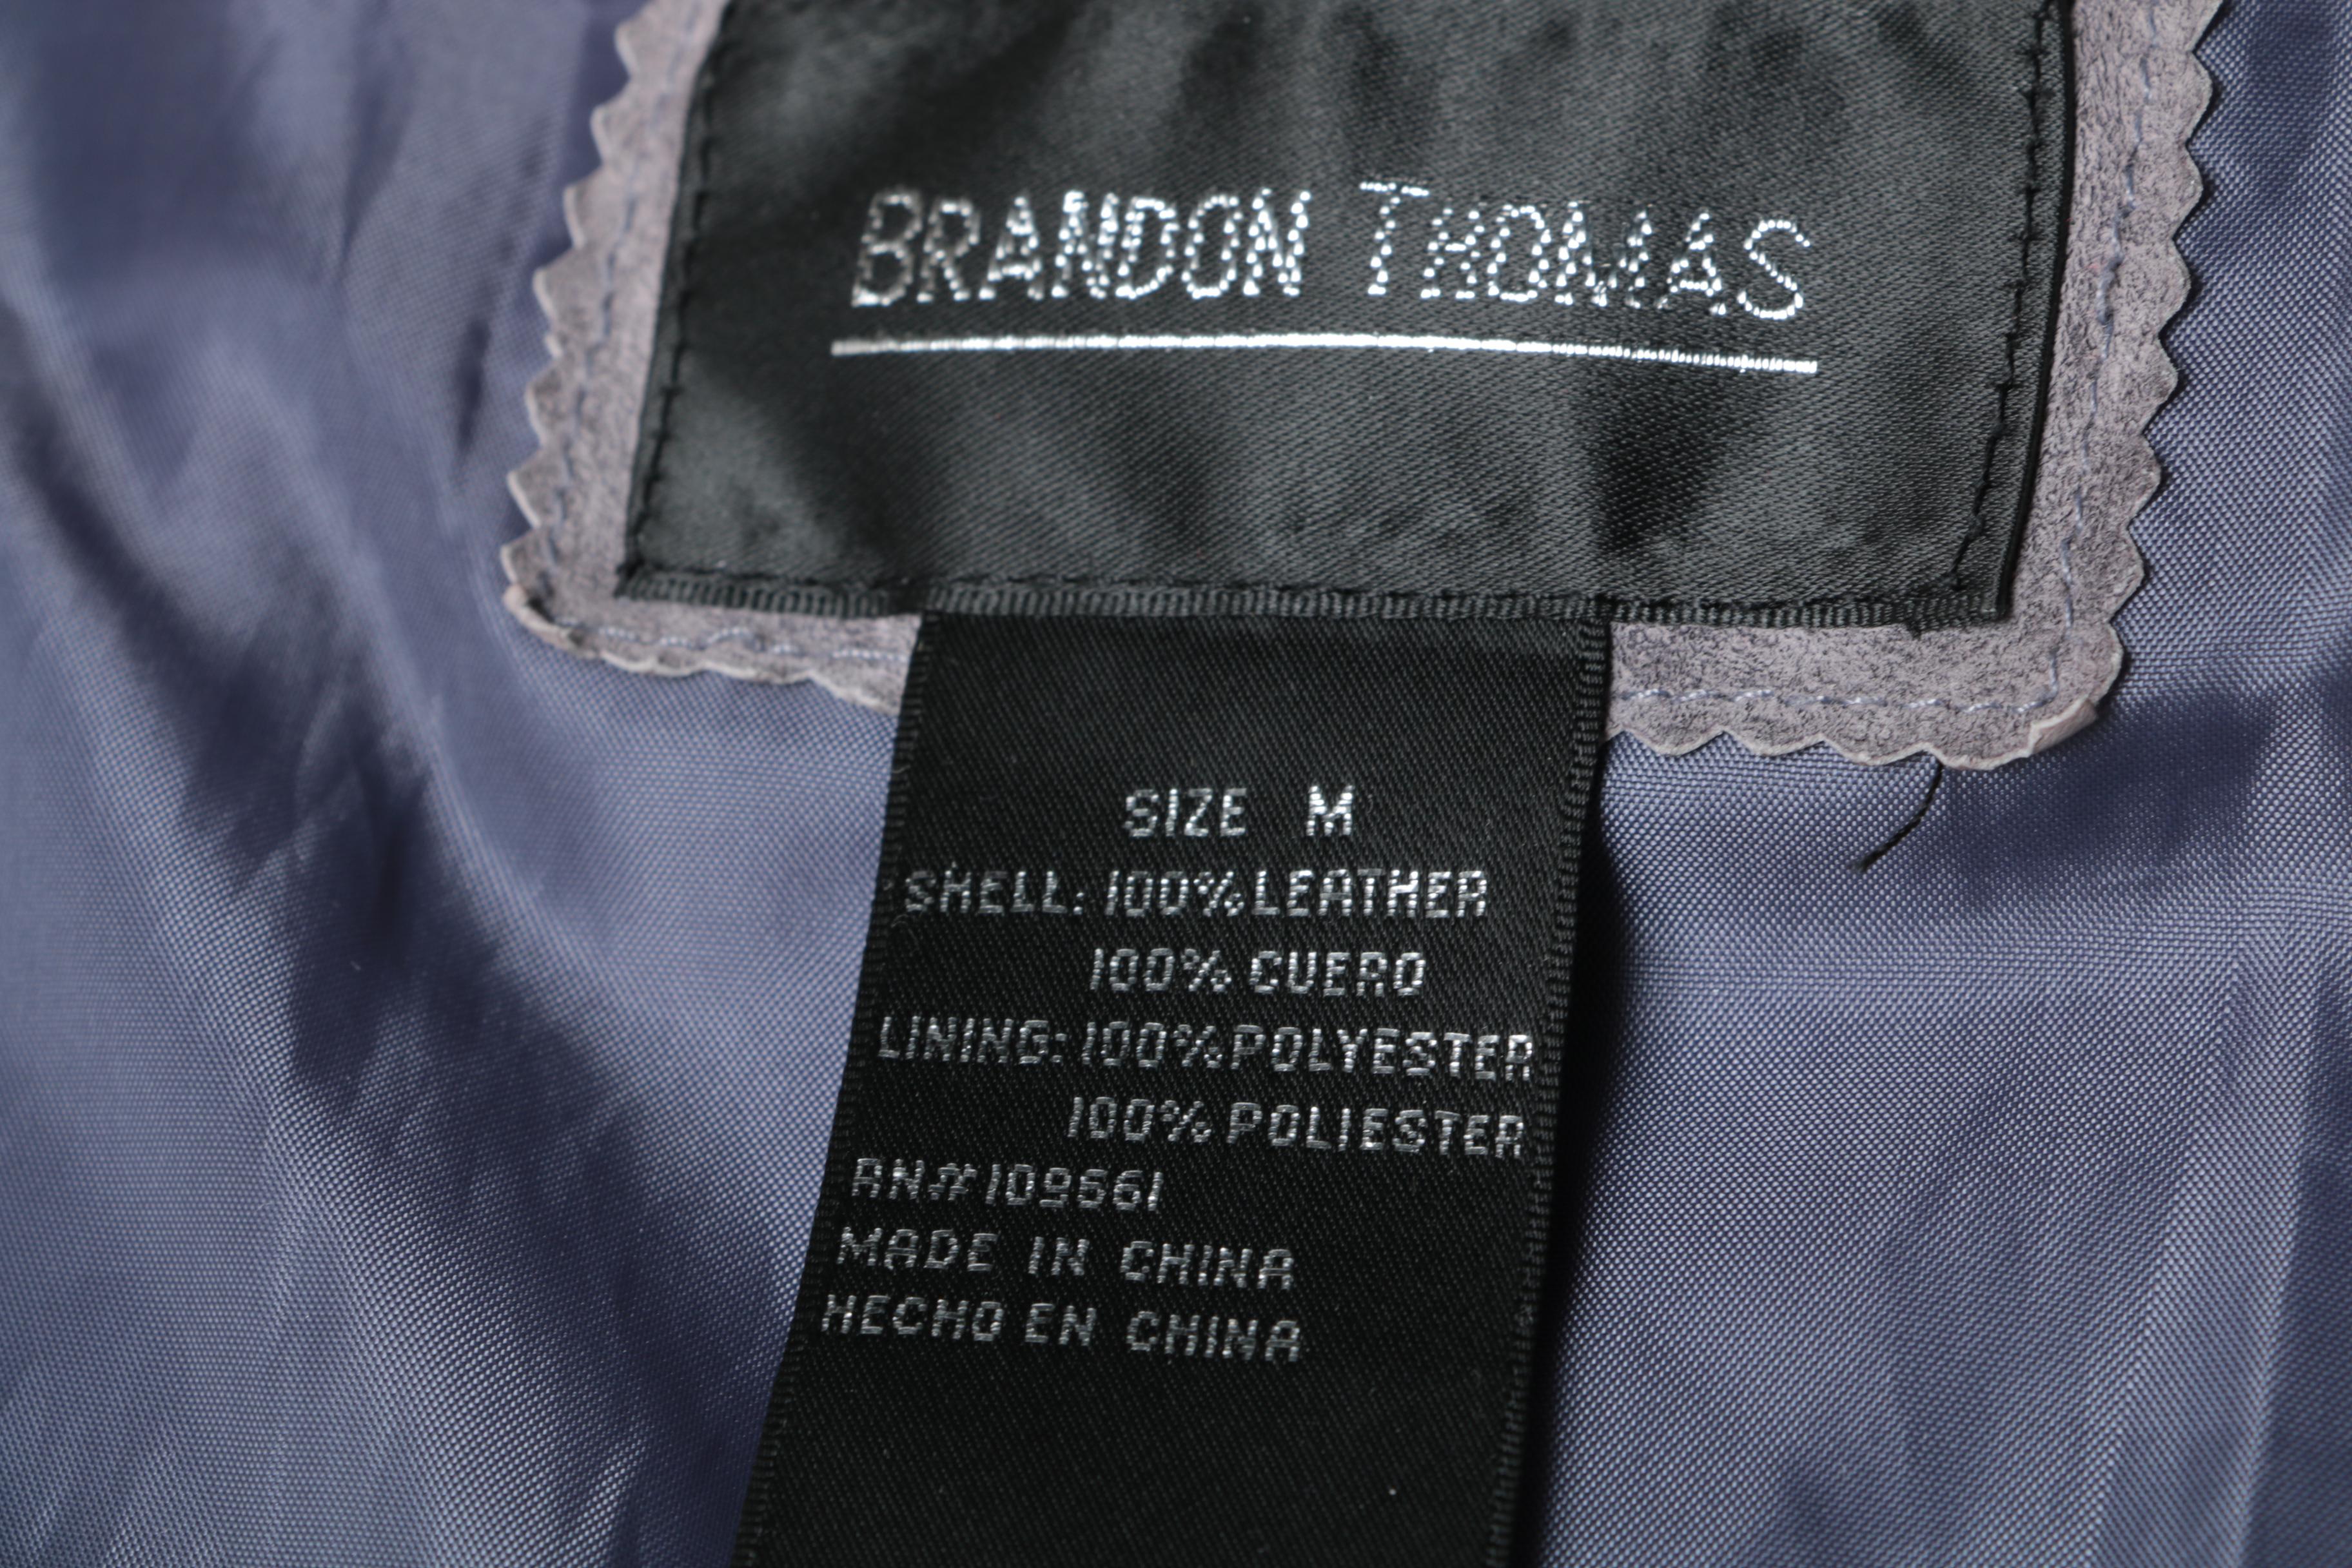 BRANDON THOMAS
SIZE M
SHELL: 100% LEATHER
100% CUERO
LINING: 100% POLYESTER
100% POLIESTER
RN# 109561
MADE IN CHINA
HECHO EN CHINA